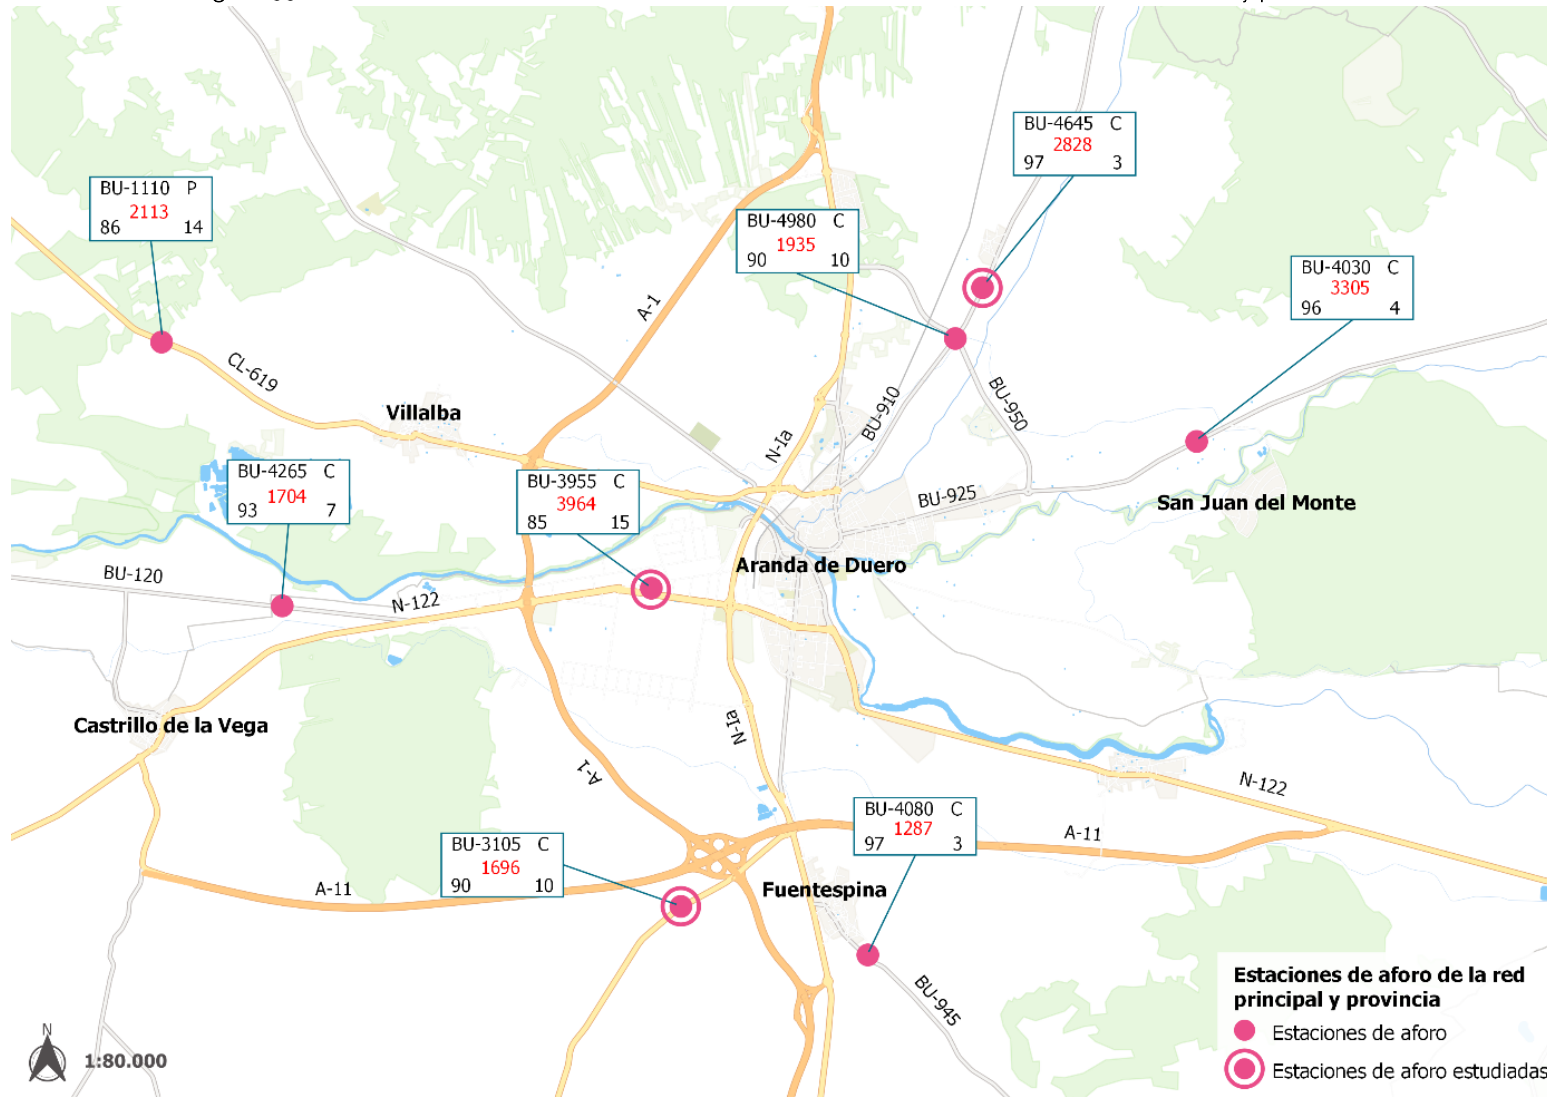 BU-4645 C
2828
97 3
BU-1110 P
2113
86 14
BU-4980 C
1935
90 10
BU-4030 C
3305
96 4
A-1
CL-619
Villalba
BU-910
BU-950
N-Ia
BU-4265 C
1704
93 7
BU-3955 C
3964
85 15
BU-925
San Juan del Monte
Aranda de Duero
BU-120
N-122
Castrillo de la Vega
N-Ia
A-1
N-122
BU-4080 C
1287
97 3
A-11
BU-3105 C
1696
90 10
A-11
Fuentespina
BU-945
Estaciones de aforo de la red
principal y provincia
Estaciones de aforo
Estaciones de aforo estudiadas
N
1:80.000